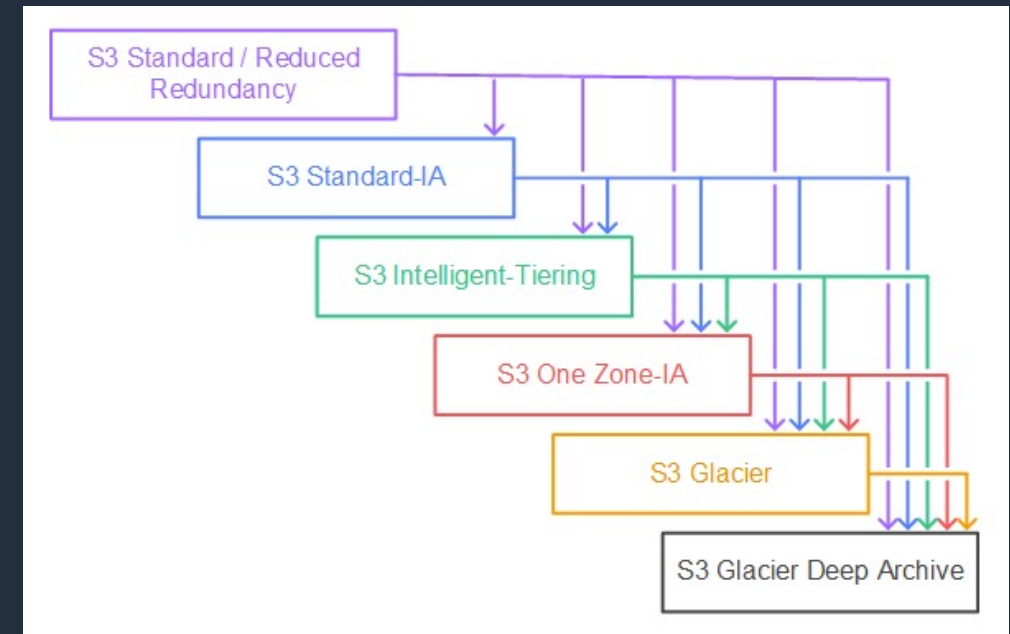 S3 Standard / Reduced
Redundancy
S3 Standard-IA
S3 Intelligent-Tiering
S3 One Zone-IA
S3 Glacier
S3 Glacier Deep Archive